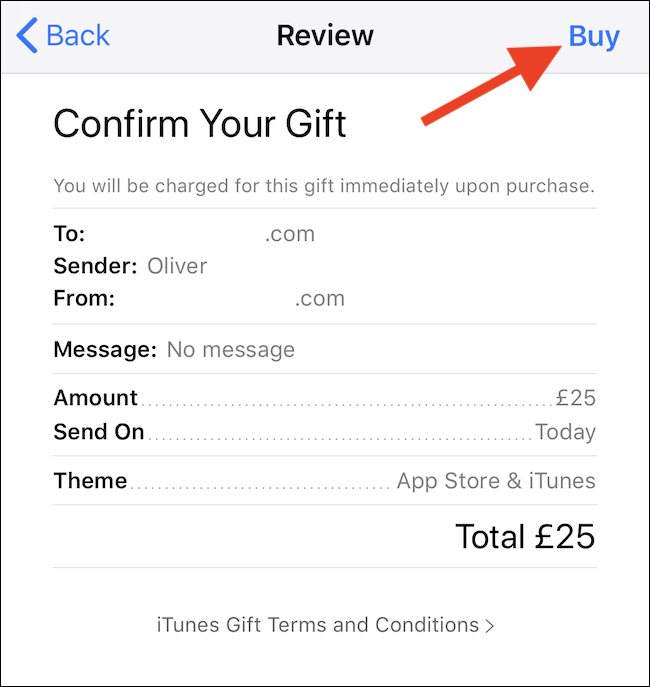 Back Review Buy
Confirm Your Gift
You will be charged for this gift immediately upon purchase.
To: .com
Sender: Oliver
From: .com
Message: No message
Amount £25
Send On Today
Theme App Store & iTunes
Total £25
iTunes Gift Terms and Conditions >